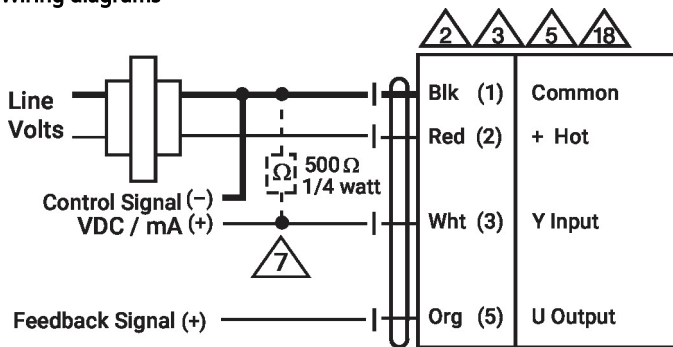 Wiring diagrams
2 3 5 18
Line
Volts
Blk (1) Common
Red (2) + Hot
Ω 500 Ω
1/4 watt
Control Signal (−)
VDC / mA (+)
Wht (3) Y Input
7
Feedback Signal (+)
Org (5) U Output